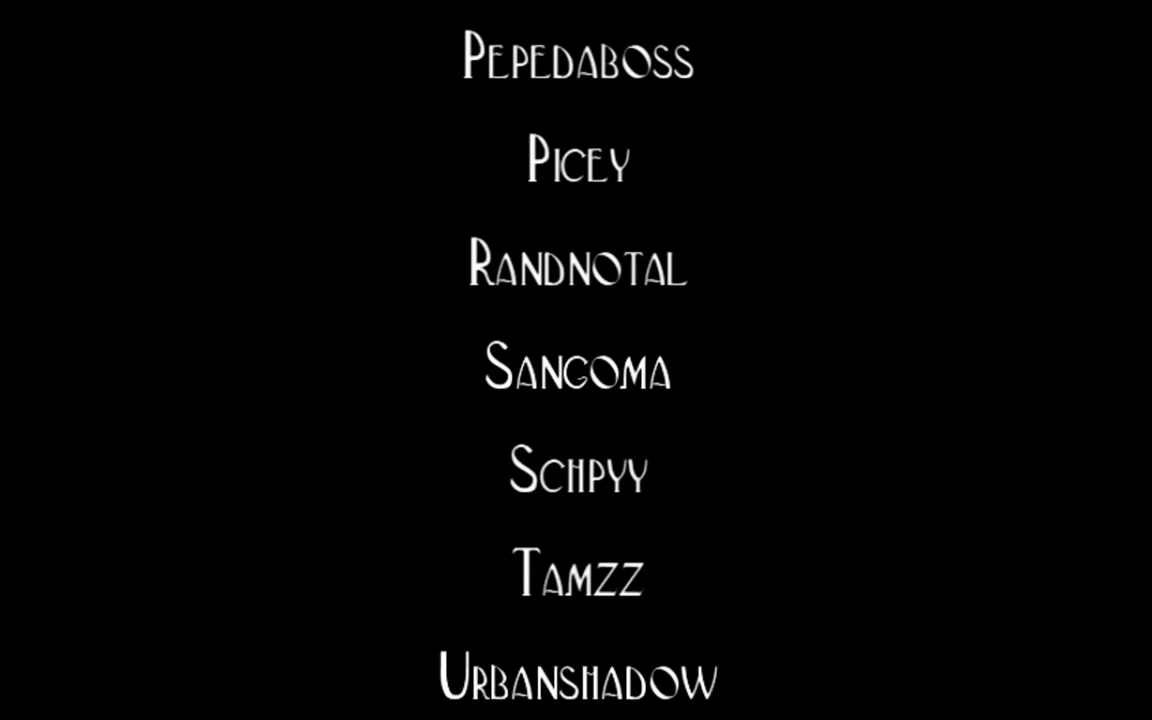 Pepedaboss
Picey
Randnotal
Sangoma
Schpyy
Tamzz
Urbanshadow